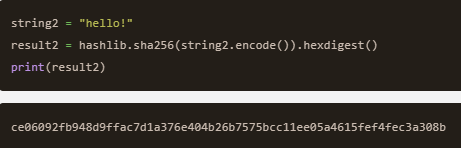 string2 = "hello!"
result2 = hashlib.sha256(string2.encode()).hexdigest()
print(result2)
ce06092fb948d9ffac7d1a376e404b26b7575bcc11ee05a4615fef4fec3a308b